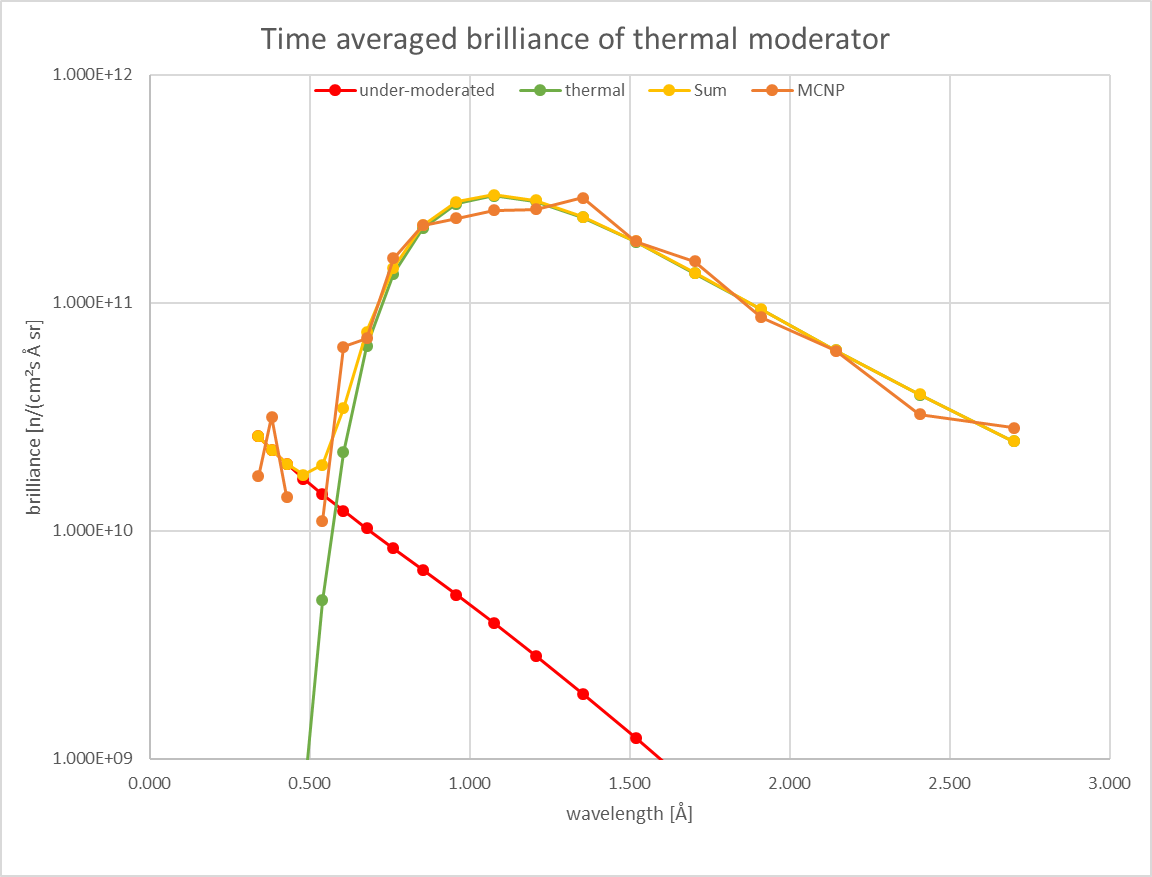 Time averaged brilliance of thermal moderator
1.000E+12
under-moderated thermal Sum MCNP
1.000E+11
brilliance [n/(cm²s Å sr]
1.000E+10
1.000E+09
0.000 0.500 1.000 1.500 2.000 2.500 3.000
wavelength [Å]